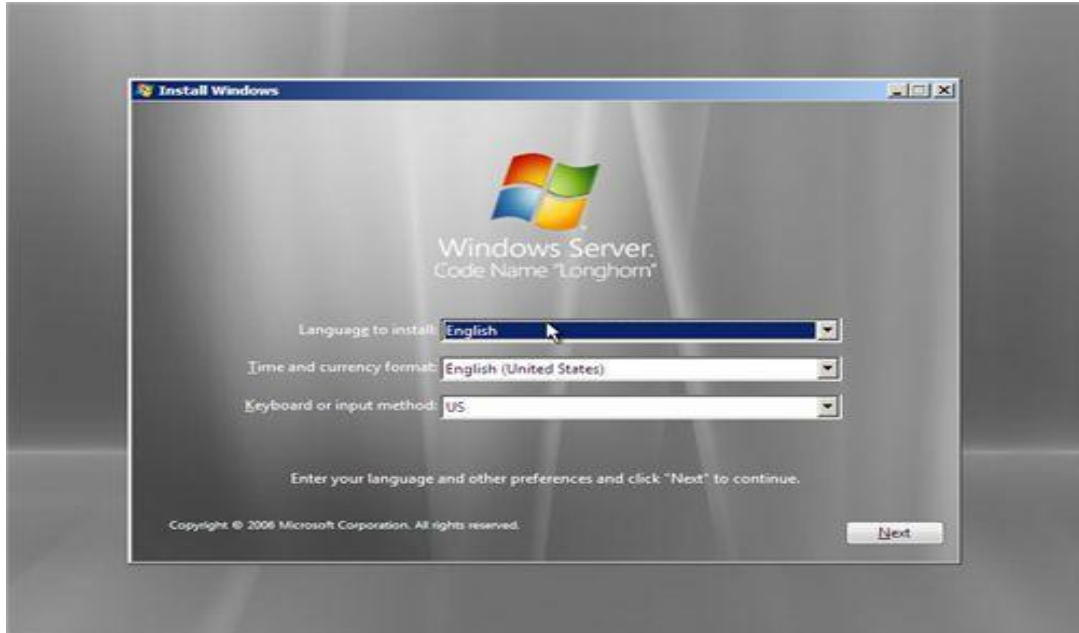 Install Windows
Windows Server.
Code Name "Longhorn"
Language to install: English
Time and currency format: English (United States)
Keyboard or input method: US
Enter your language and other preferences and click "Next" to continue.
Copyright © 2006 Microsoft Corporation. All rights reserved.
Next